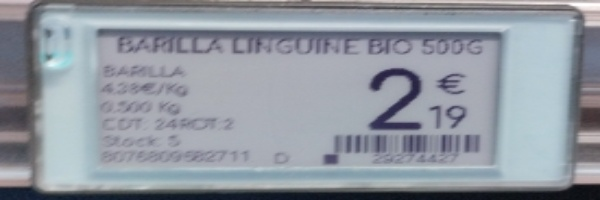 BARILLA LINGUINE BIO 500G
BARILLA
4.38€/Kg
0.500 Kg
CDT: 24ROT:2
Stock: 5
8076809582711 D
2€19
29274427